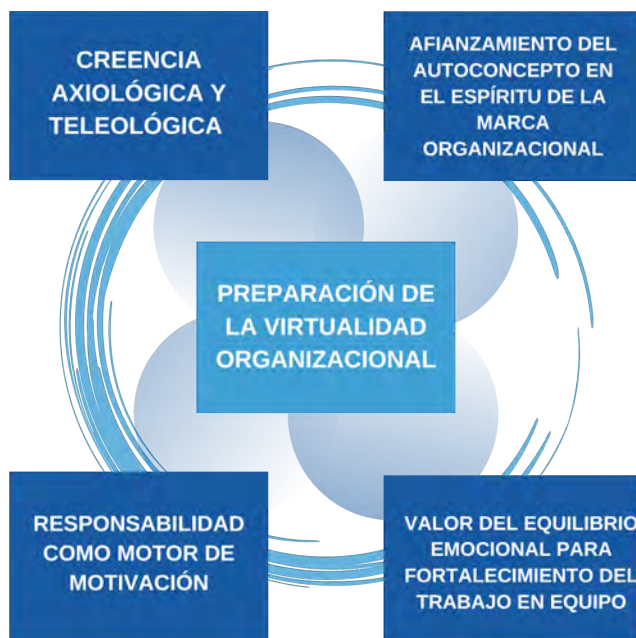 CREENCIA
AXIOLÓGICA Y
TELEOLÓGICA
AFIANZAMIENTO DEL
AUTOCONCEPTO EN
EL ESPÍRITU DE LA
MARCA
ORGANIZACIONAL
PREPARACIÓN DE
LA VIRTUALIDAD
ORGANIZACIONAL
RESPONSABILIDAD
COMO MOTOR DE
MOTIVACIÓN
VALOR DEL EQUILIBRIO
EMOCIONAL PARA
FORTALECIMIENTO DEL
TRABAJO EN EQUIPO